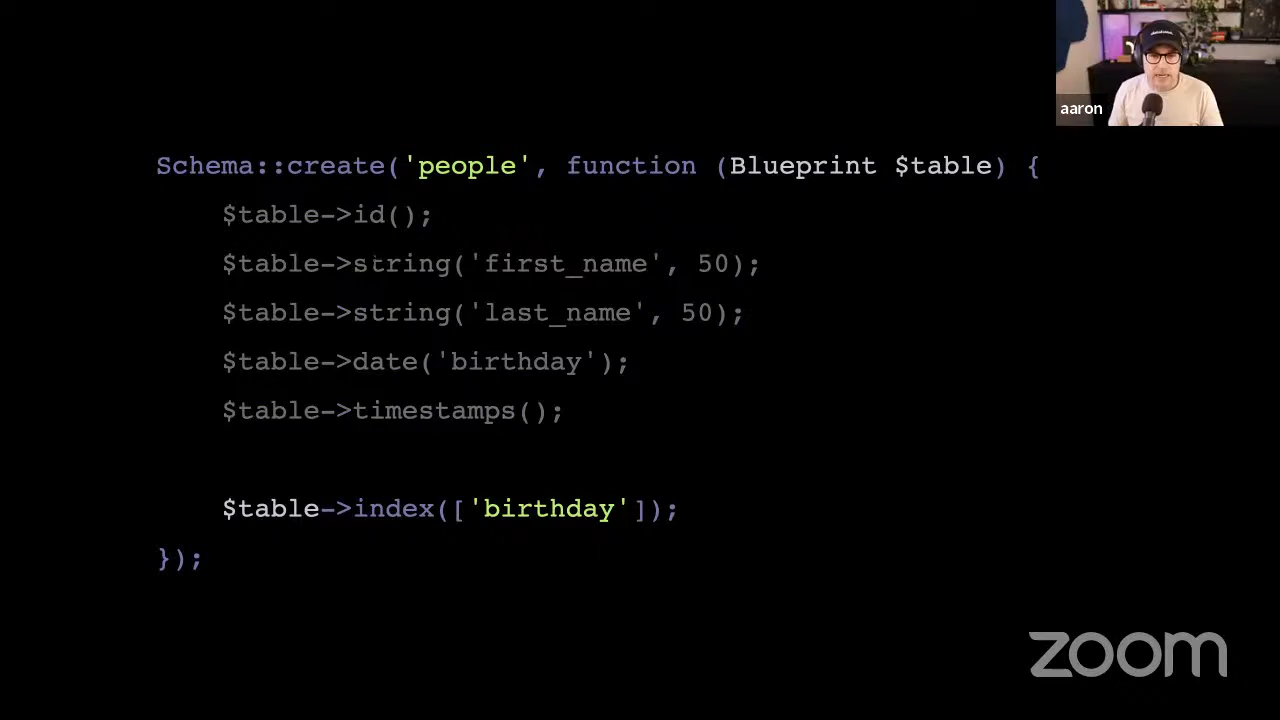 aaron
Schema::create('people', function (Blueprint $table) {
$table->id();
$table->string('first_name', 50);
$table->string('last_name', 50);
$table->date('birthday');
$table->timestamps();
$table->index(['birthday']);
});
zoom